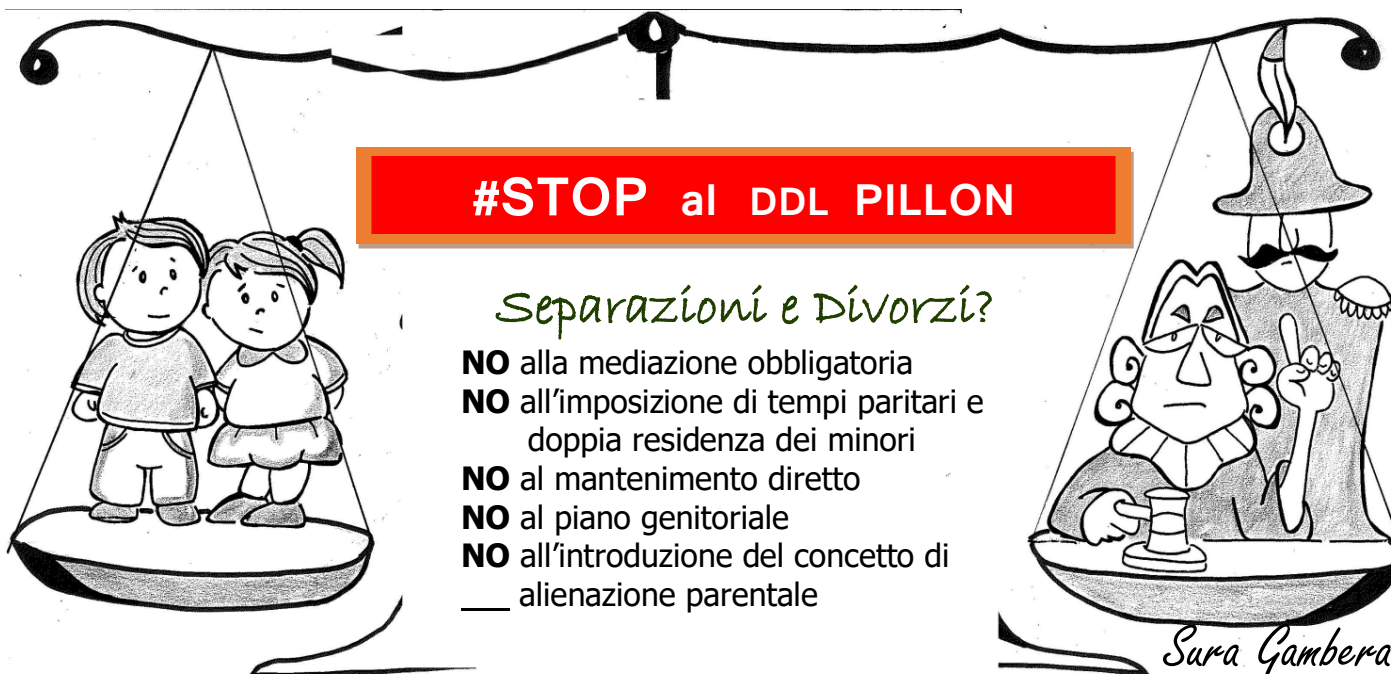 #STOP al DDL PILLON
Separazioni e Divorzi?
NO alla mediazione obbligatoria
NO all’imposizione di tempi paritari e
doppia residenza dei minori
NO al mantenimento diretto
NO al piano genitoriale
NO all’introduzione del concetto di
___ alienazione parentale
Sura Gambera